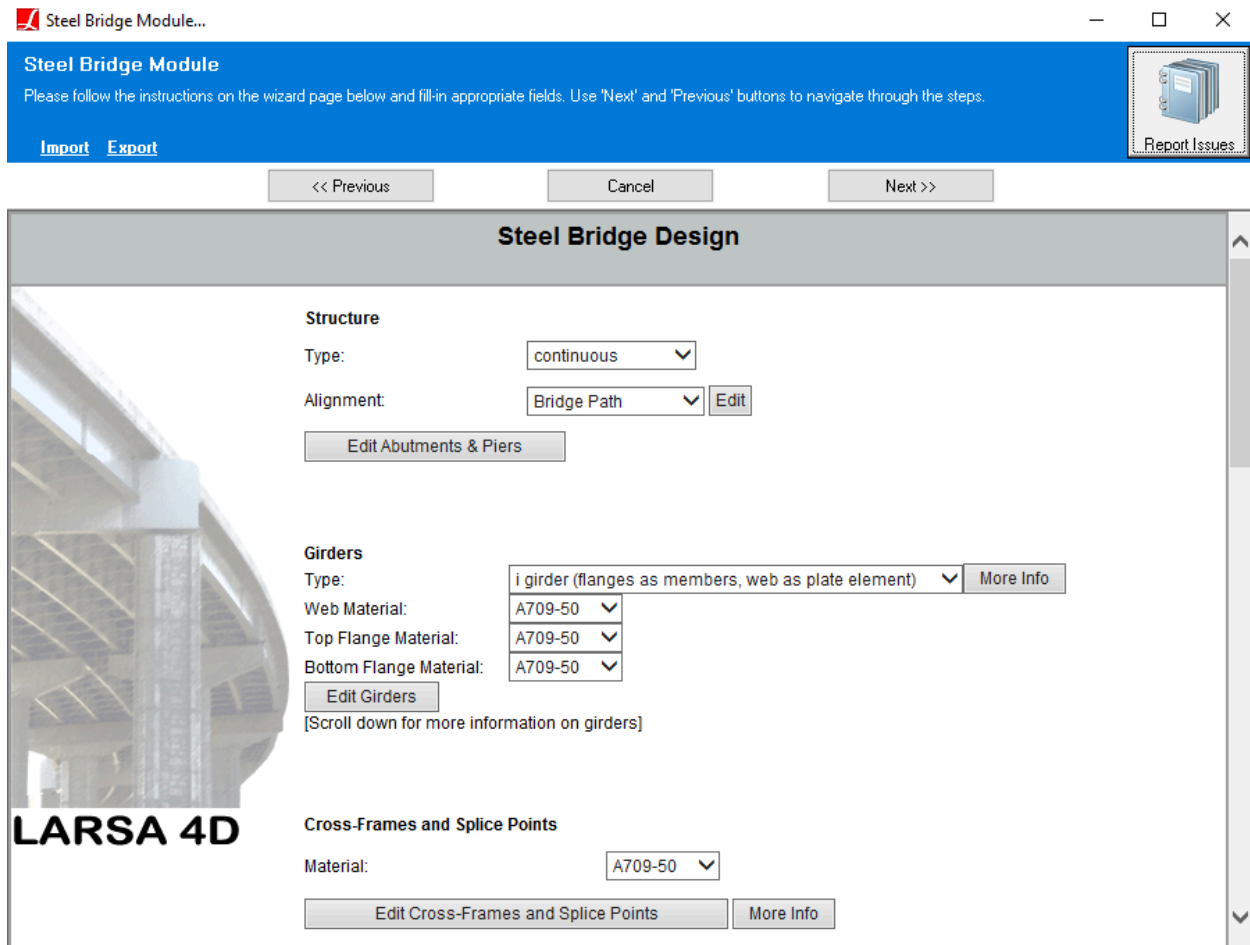 Steel Bridge Module...
Steel Bridge Module
Please follow the instructions on the wizard page below and fill-in appropriate fields. Use 'Next' and 'Previous' buttons to navigate through the steps.
Import Export
Report Issues
<< Previous Cancel Next >>
Steel Bridge Design
Structure
Type: continuous
Alignment: Bridge Path Edit
Edit Abutments & Piers
Girders
Type: i girder (flanges as members, web as plate element) More Info
Web Material: A709-50
Top Flange Material: A709-50
Bottom Flange Material: A709-50
Edit Girders
[Scroll down for more information on girders]
LARSA 4D
Cross-Frames and Splice Points
Material: A709-50
Edit Cross-Frames and Splice Points More Info